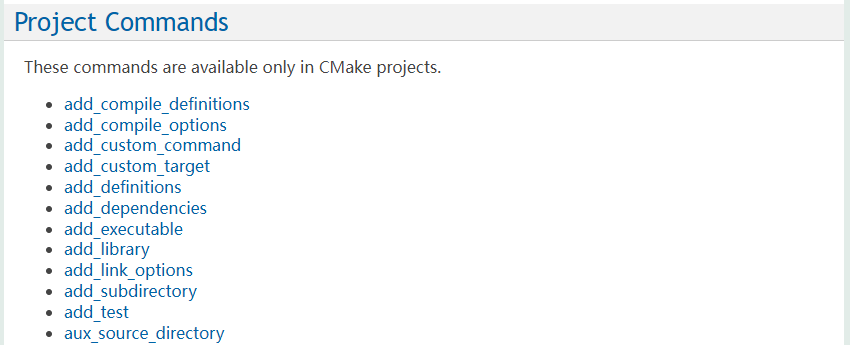 Project Commands
These commands are available only in CMake projects.
• add_compile_definitions
• add_compile_options
• add_custom_command
• add_custom_target
• add_definitions
• add_dependencies
• add_executable
• add_library
• add_link_options
• add_subdirectory
• add_test
• aux_source_directory